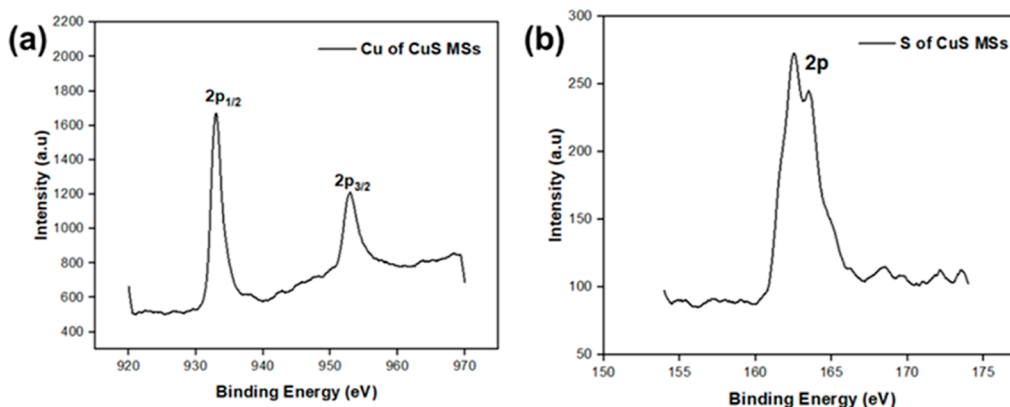 (a)
Cu of CuS MSs
2p1/2
2p3/2
2200
2000
1800
1600
1400
1200
1000
800
600
400
Intensity (a.u)
920 930 940 950 960 970
Binding Energy (eV)
(b)
S of CuS MSs
2p
300
250
200
150
100
50
Intensity (a.u)
150 155 160 165 170 175
Binding Energy (eV)